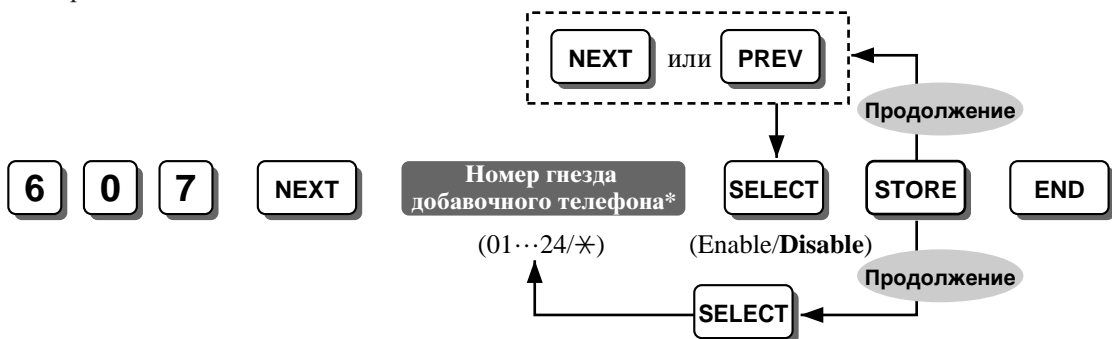 NEXT или PREV
Продолжение
6 0 7 NEXT Номер гнезда добавочного телефона* SELECT STORE END
(01···24/✳) (Enable/Disable)
Продолжение
SELECT